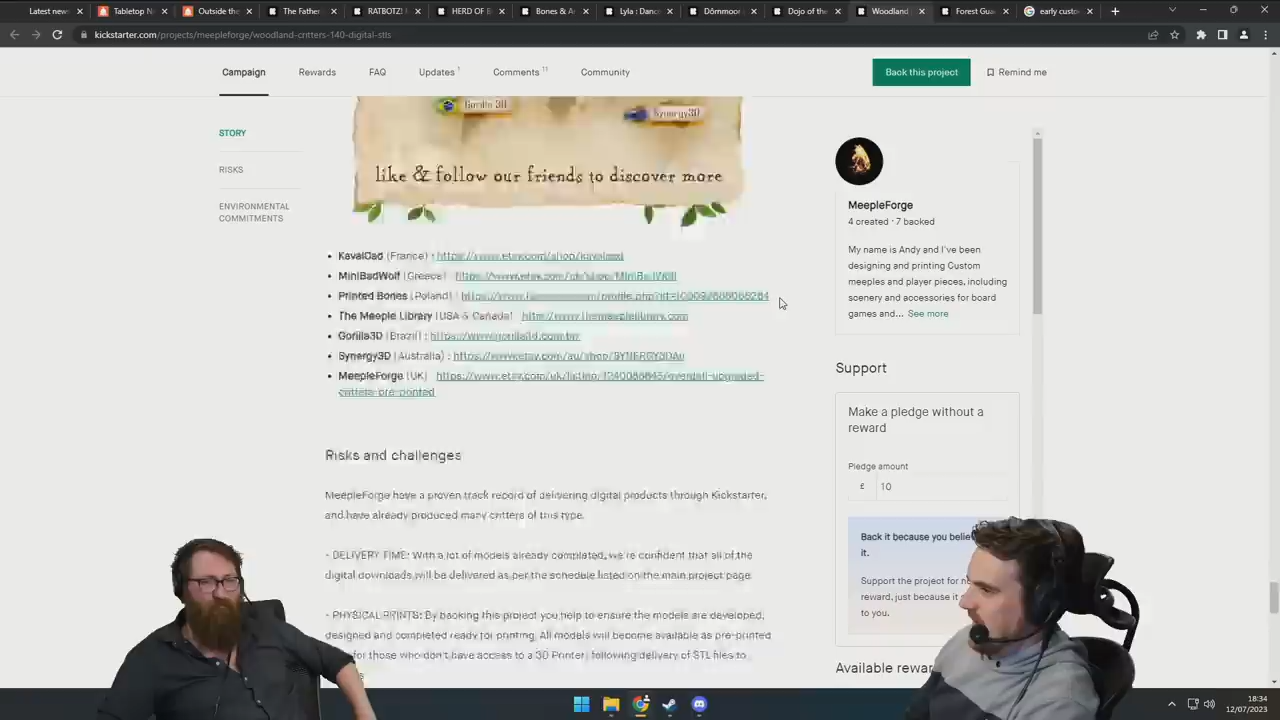 Latest news
Tabletop N
Outside the
The Father
RATBOTZ!
HERO OF E
Bones & A
Lyla : Danc
Dörnmoor
Dojo of the
Woodland
Forest Gua
early custo
kickstarter.com/projects/meepleforge/woodland-critters-140-digital-stls
Campaign
Rewards
FAQ
Updates 7
Comments 11
Community
Back this project
Remind me
STORY
RISKS
ENVIRONMENTAL
COMMITMENTS
Gorilla 3D
Synergy3D
like & follow our friends to discover more
KavalCad (France) :
MiniBadWolf (Greece)
Printed Bones (Poland)
The Meeple Library (USA & Canada)
Gorilla3D (Brazil) :
Synergy3D (Australia) :
MeepleForge (UK)
Risks and challenges
MeepleForge have a proven track record of delivering digital products through Kickstarter,
and have already produced many critters of this type.
- DELIVERY TIME: With a lot of models already completed, we're confident that all of the
digital downloads will be delivered as per the schedule listed on the main project page.
- PHYSICAL PRINTS: By backing this project you help to ensure the models are developed,
designed and completed ready for printing. All models will become available as pre-printed
for those who don't have access to a 3D Printer, following delivery of STL files to
MeepleForge
4 created · 7 backed
My name is Andy and I've been
designing and printing Custom
meeples and player pieces, including
scenery and accessories for board
games and... See more
Support
Make a pledge without a
reward
Pledge amount
£ 10
Back it because you belie
it.
Support the project for no
reward, just because it
to you.
Available rewar
18:34
12/07/2023